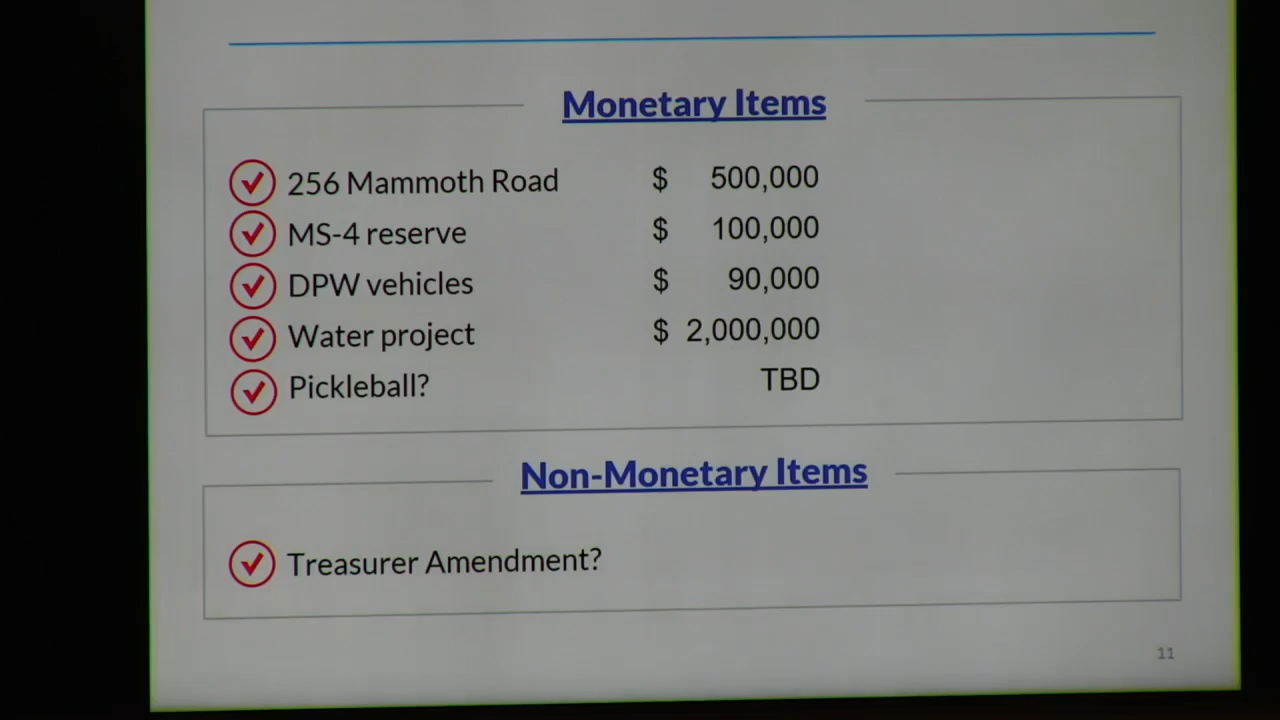 Monetary Items
256 Mammoth Road $ 500,000
MS-4 reserve $ 100,000
DPW vehicles $ 90,000
Water project $ 2,000,000
Pickleball? TBD
Non-Monetary Items
Treasurer Amendment?
11